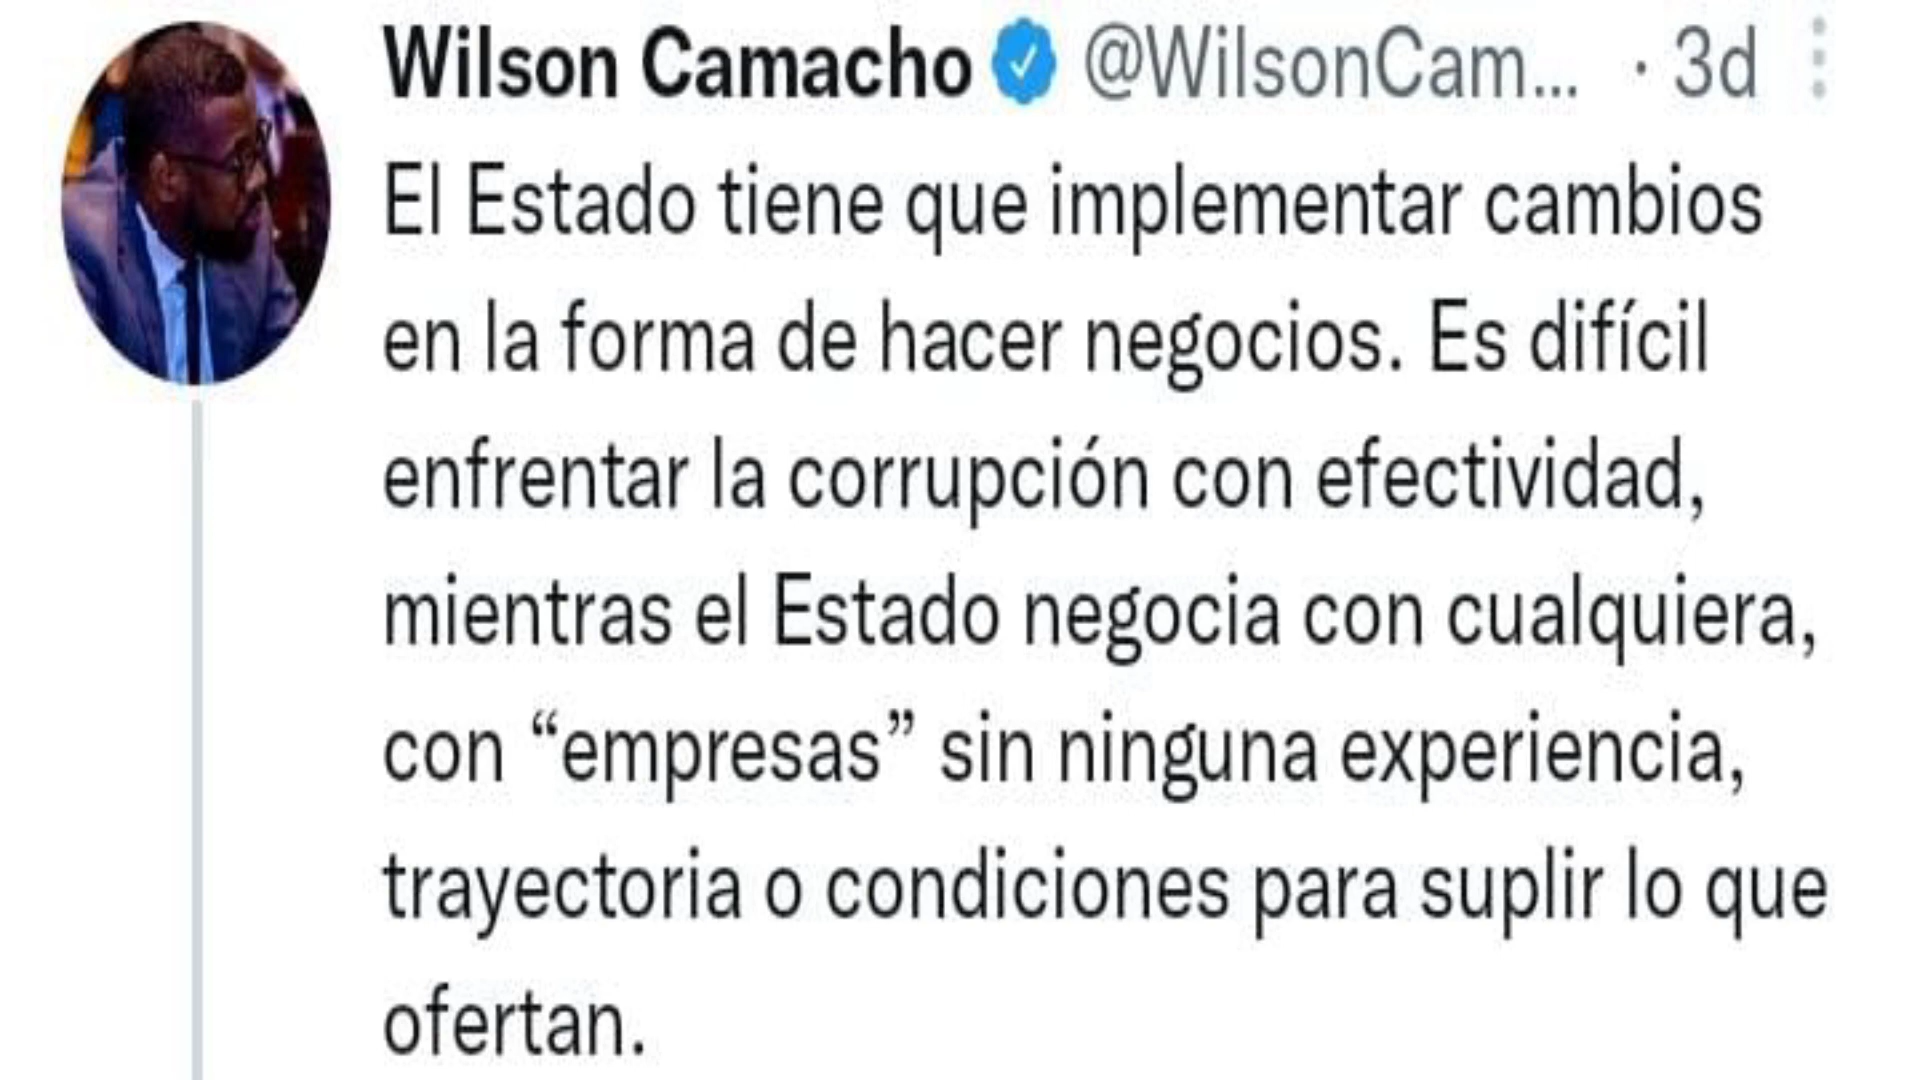 Wilson Camacho @WilsonCam... · 3d
El Estado tiene que implementar cambios
en la forma de hacer negocios. Es difícil
enfrentar la corrupción con efectividad,
mientras el Estado negocia con cualquiera,
con “empresas” sin ninguna experiencia,
trayectoria o condiciones para suplir lo que
ofertan.